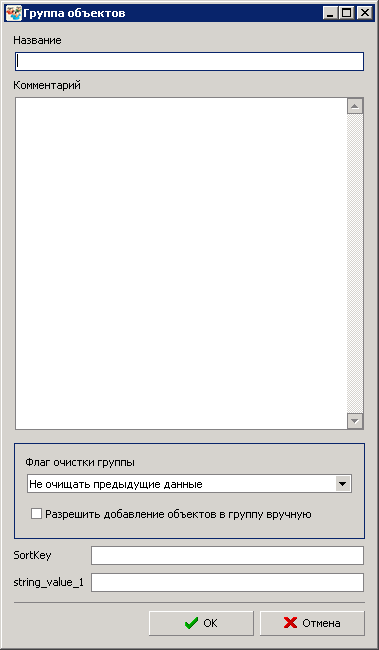 Группа объектов
Название
Комментарий
Флаг очистки группы
Не очищать предыдущие данные
Разрешить добавление объектов в группу вручную
SortKey
string_value_1
OK
Отмена